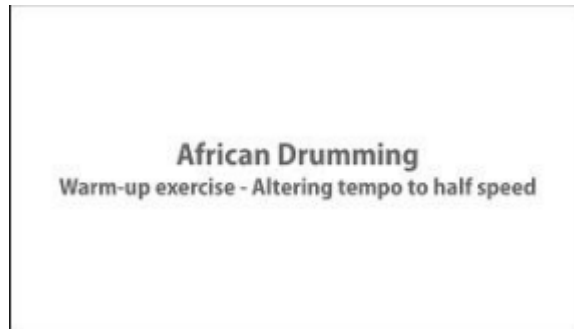 African Drumming
Warm-up exercise - Altering tempo to half speed